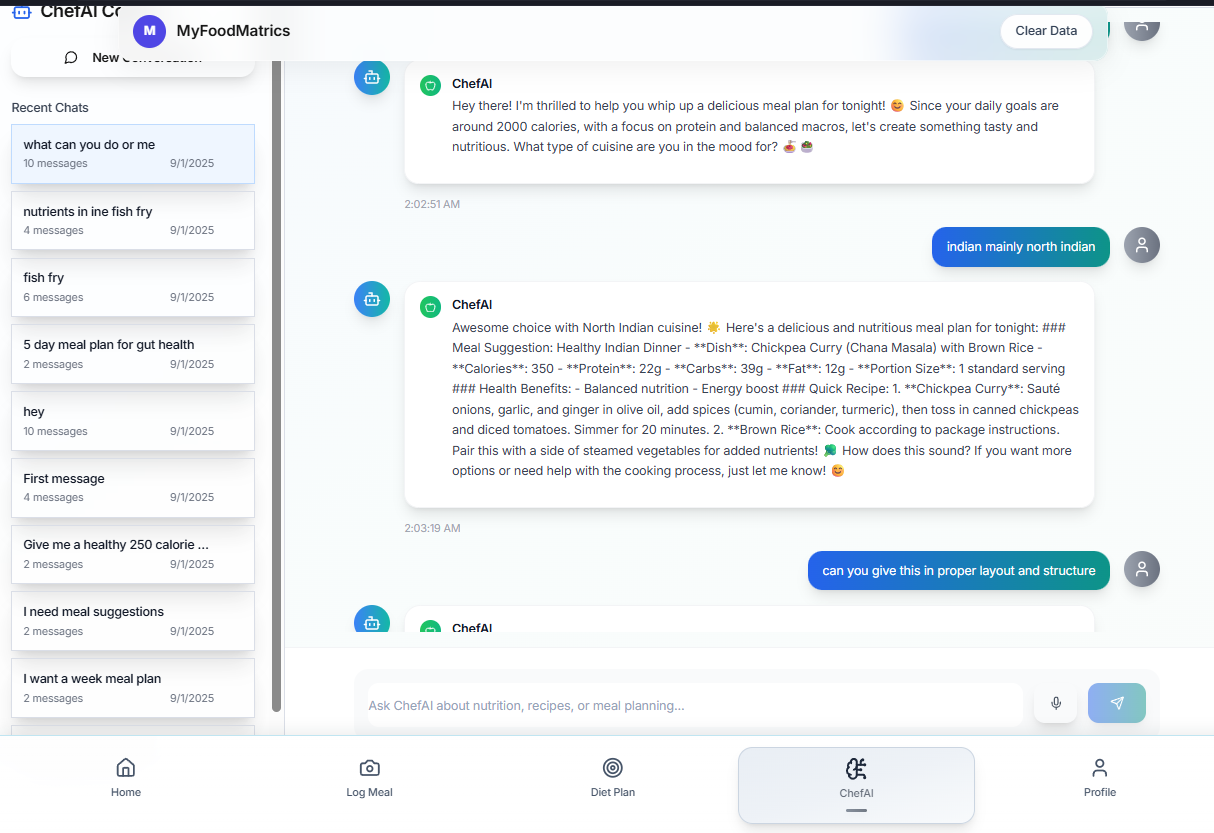 ChefAI Co
M
MyFoodMatrics
Clear Data
New Conversation
Recent Chats
what can you do or me
10 messages 9/1/2025
nutrients in ine fish fry
4 messages 9/1/2025
fish fry
6 messages 9/1/2025
5 day meal plan for gut health
2 messages 9/1/2025
hey
10 messages 9/1/2025
First message
4 messages 9/1/2025
Give me a healthy 250 calorie ...
2 messages 9/1/2025
I need meal suggestions
2 messages 9/1/2025
I want a week meal plan
2 messages 9/1/2025
ChefAI
Hey there! I'm thrilled to help you whip up a delicious meal plan for tonight! 😊 Since your daily goals are
around 2000 calories, with a focus on protein and balanced macros, let's create something tasty and
nutritious. What type of cuisine are you in the mood for? 🍝 🥗
2:02:51 AM
indian mainly north indian
ChefAI
Awesome choice with North Indian cuisine! ☀️ Here's a delicious and nutritious meal plan for tonight: ###
Meal Suggestion: Healthy Indian Dinner - **Dish**: Chickpea Curry (Chana Masala) with Brown Rice -
**Calories**: 350 - **Protein**: 22g - **Carbs**: 39g - **Fat**: 12g - **Portion Size**: 1 standard serving
### Health Benefits: - Balanced nutrition - Energy boost ### Quick Recipe: 1. **Chickpea Curry**: Sauté
onions, garlic, and ginger in olive oil, add spices (cumin, coriander, turmeric), then toss in canned chickpeas
and diced tomatoes. Simmer for 20 minutes. 2. **Brown Rice**: Cook according to package instructions.
Pair this with a side of steamed vegetables for added nutrients! 🥦 How does this sound? If you want more
options or need help with the cooking process, just let me know! 😊
2:03:19 AM
can you give this in proper layout and structure
ChefAI
Ask ChefAI about nutrition, recipes, or meal planning...
Home
Log Meal
Diet Plan
ChefAI
Profile